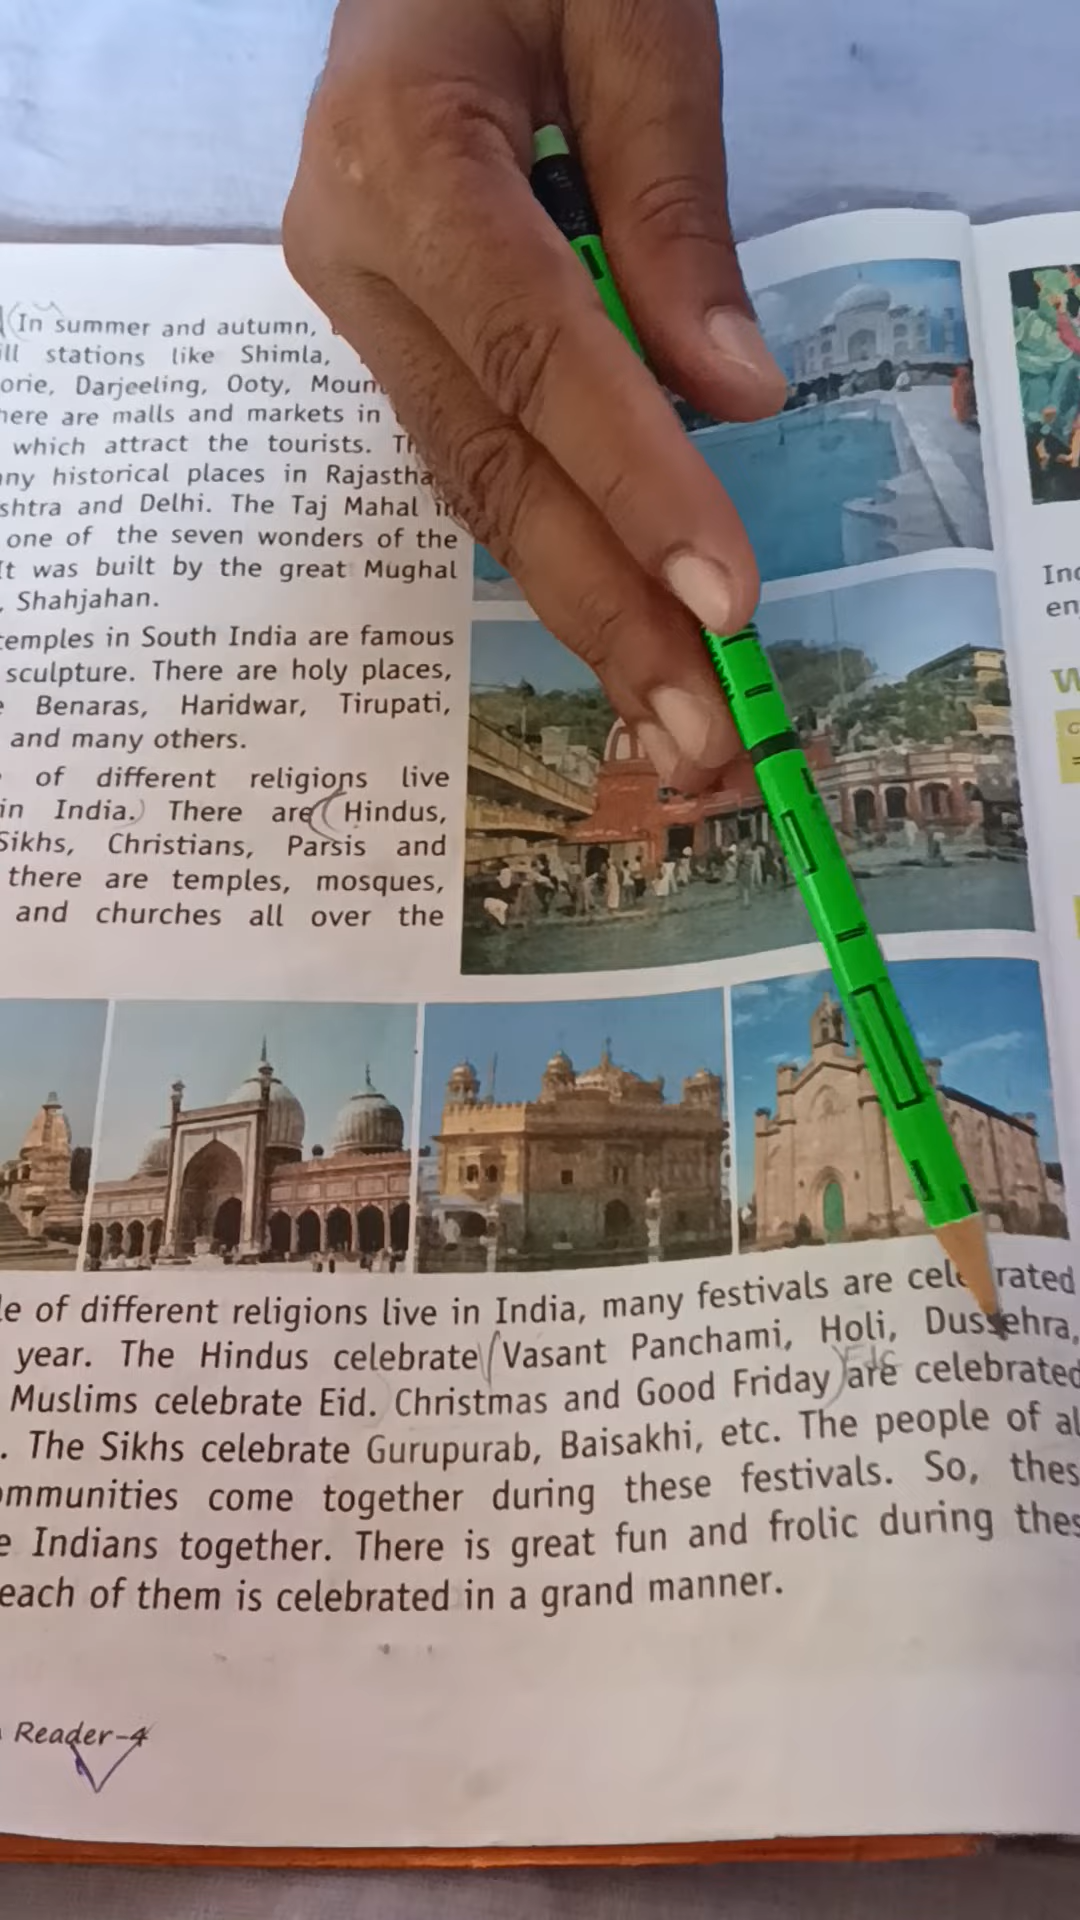 In summer and autumn,
ill stations like Shimla,
orie, Darjeeling, Ooty, Moun
here are malls and markets in
which attract the tourists. Th
any historical places in Rajastha
shtra and Delhi. The Taj Mahal in
one of the seven wonders of the
It was built by the great Mughal
, Shahjahan.
temples in South India are famous
sculpture. There are holy places,
Benaras, Haridwar, Tirupati,
and many others.
of different religions live
in India. There are Hindus,
Sikhs, Christians, Parsis and
there are temples, mosques,
and churches all over the
le of different religions live in India, many festivals are cele rated
year. The Hindus celebrate Vasant Panchami, Holi, Dussehra,
Muslims celebrate Eid. Christmas and Good Friday are celebrated
. The Sikhs celebrate Gurupurab, Baisakhi, etc. The people of al
ommunities come together during these festivals. So, thes
e Indians together. There is great fun and frolic during thes
each of them is celebrated in a grand manner.
Reader-4
Ind
en